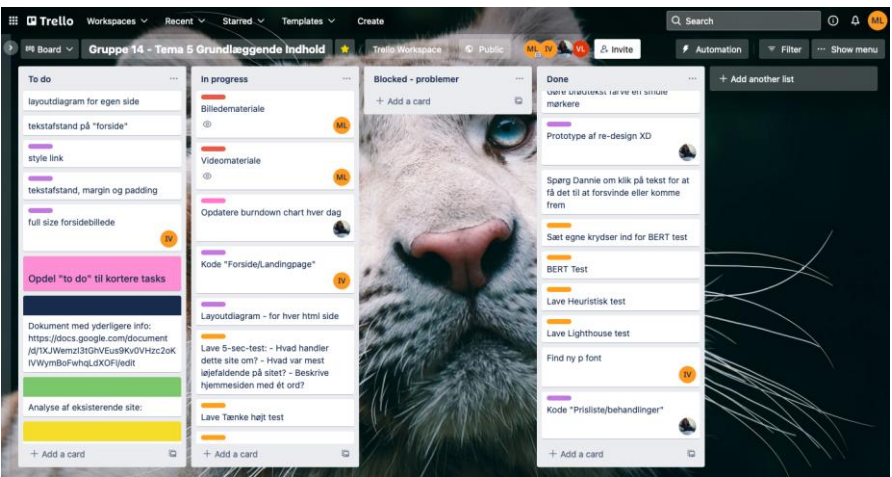 Trello
Workspaces
Recent
Starred
Templates
Create
Search
ML
Board
Gruppe 14 - Tema 5 Grundlæggende Indhold
Trello Workspace
Public
ML
IV
VL
Invite
Automation
Filter
Show menu
To do
layoutdiagram for egen side
tekstafstand på "forside"
style link
tekstafstand, margin og padding
full size forsidebillede
IV
Opdel "to do" til kortere tasks
Dokument med yderligere info:
https://docs.google.com/document
/d/1XJWemzI3tGhVEus9Kv0VHzc2oK
IVWymBoFwhqLdXOFI/edit
Analyse af eksisterende site:
+ Add a card
In progress
Billedemateriale
ML
Videomateriale
ML
Opdatere burndown chart hver dag
Kode "Forside/Landingpage"
IV
Layoutdiagram - for hver html side
Lave 5-sec-test: - Hvad handler
dette site om? - Hvad var mest
iøjefaldende på sitet? - Beskrive
hjemmesiden med ét ord?
Lave Tænke højt test
+ Add a card
Blocked - problemer
+ Add a card
Done
Gøre brødtekst farve en smule
mørkere
Prototype af re-design XD
Spørg Dannie om klik på tekst for at
få det til at forsvinde eller komme
frem
Sæt egne krydser ind for BERT test
BERT Test
Lave Heuristisk test
Lave Lighthouse test
Find ny p font
IV
Kode "Prisliste/behandlinger"
+ Add a card
+ Add another list